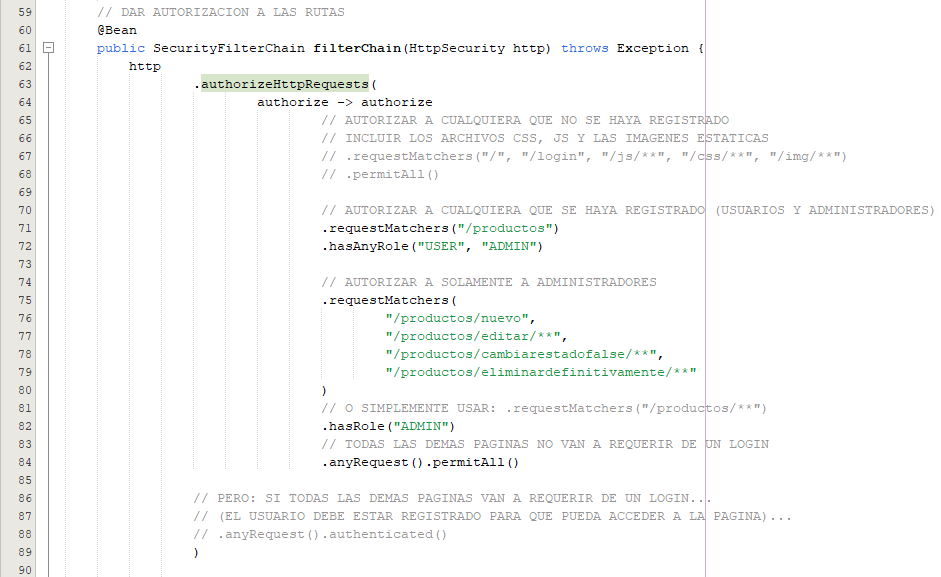 59 // DAR AUTORIZACION A LAS RUTAS
60 @Bean
61 public SecurityFilterChain filterChain(HttpSecurity http) throws Exception {
62 http
63 .authorizeHttpRequests(
64 authorize -> authorize
65 // AUTORIZAR A CUALQUIERA QUE NO SE HAYA REGISTRADO
66 // INCLUIR LOS ARCHIVOS CSS, JS Y LAS IMAGENES ESTATICAS
67 // .requestMatchers("/", "/login", "/js/**", "/css/**", "/img/**")
68 // .permitAll()
69
70 // AUTORIZAR A CUALQUIERA QUE SE HAYA REGISTRADO (USUARIOS Y ADMINISTRADORES)
71 .requestMatchers("/productos")
72 .hasAnyRole("USER", "ADMIN")
73
74 // AUTORIZAR A SOLAMENTE A ADMINISTRADORES
75 .requestMatchers(
76 "/productos/nuevo",
77 "/productos/editar/**",
78 "/productos/cambiarestadofalse/**",
79 "/productos/eliminardefinitivamente/**"
80 )
81 // O SIMPLEMENTE USAR: .requestMatchers("/productos/**")
82 .hasRole("ADMIN")
83 // TODAS LAS DEMAS PAGINAS NO VAN A REQUERIR DE UN LOGIN
84 .anyRequest().permitAll()
85
86 // PERO: SI TODAS LAS DEMAS PAGINAS VAN A REQUERIR DE UN LOGIN...
87 // (EL USUARIO DEBE ESTAR REGISTRADO PARA QUE PUEDA ACCEDER A LA PAGINA)...
88 // .anyRequest().authenticated()
89 )
90